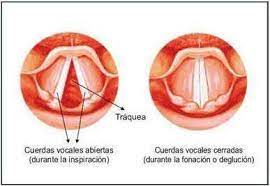 Tráquea
Cuerdas vocales abiertas
(durante la inspiración)
Cuerdas vocales cerradas
(durante la fonación o deglución)